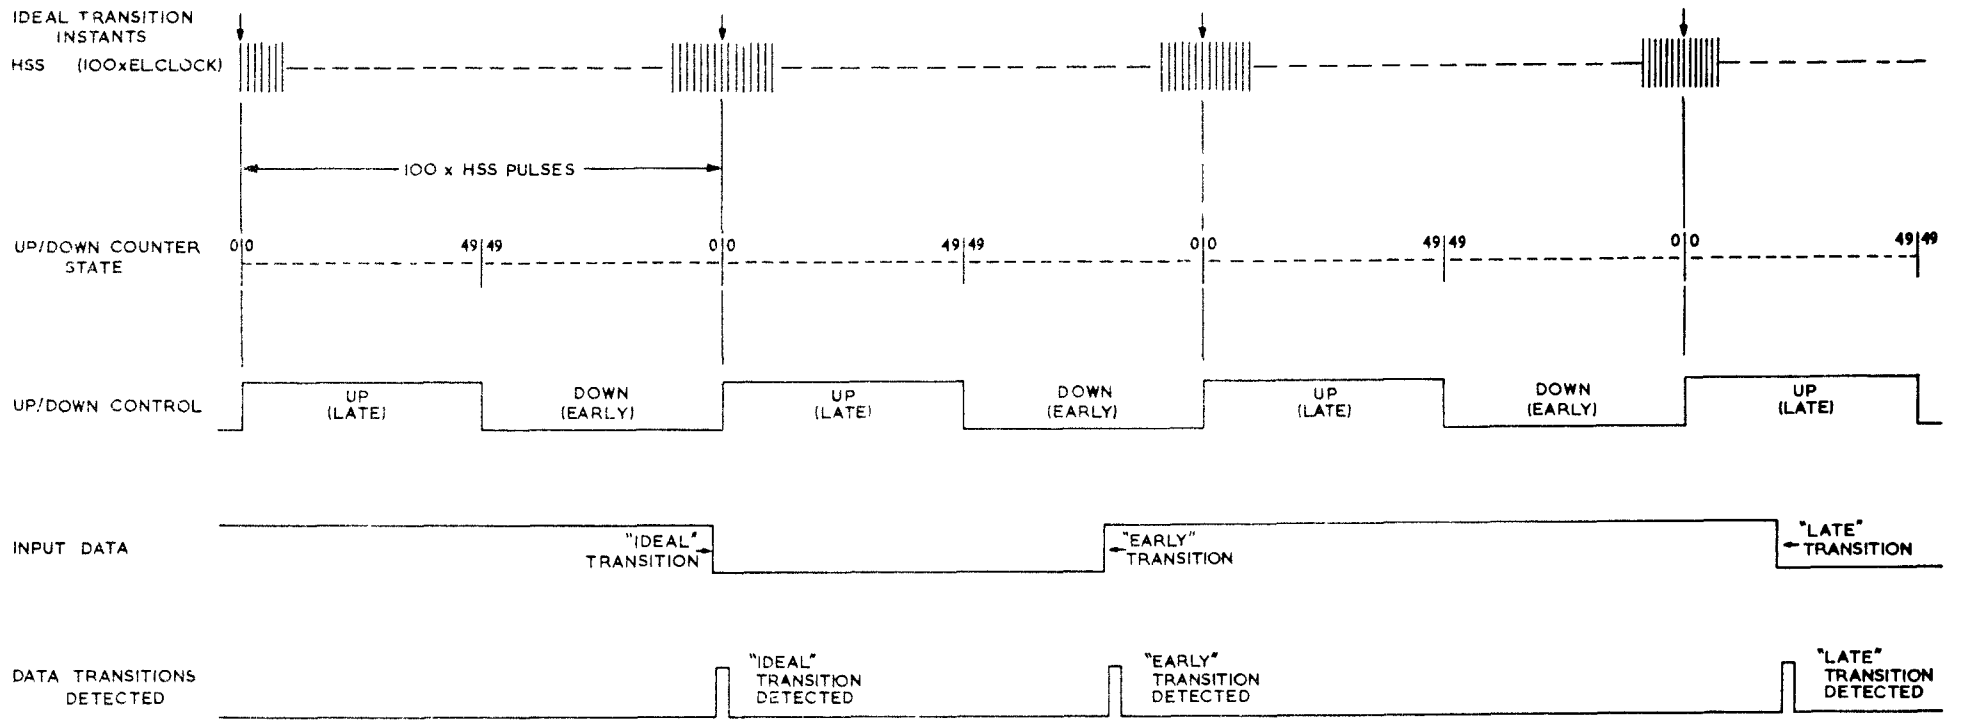 IDEAL TRANSITION
INSTANTS
HSS (100xEL.CLOCK)
100 x HSS PULSES
UP/DOWN COUNTER
STATE
0|0 49|49 0|0 49|49 0|0 49|49 0|0 49|49
UP/DOWN CONTROL
UP
(LATE)
DOWN
(EARLY)
UP
(LATE)
DOWN
(EARLY)
UP
(LATE)
DOWN
(EARLY)
UP
(LATE)
INPUT DATA
"IDEAL"
TRANSITION
"EARLY"
TRANSITION
"LATE"
TRANSITION
DATA TRANSITIONS
DETECTED
"IDEAL"
TRANSITION
DETECTED
"EARLY"
TRANSITION
DETECTED
"LATE"
TRANSITION
DETECTED